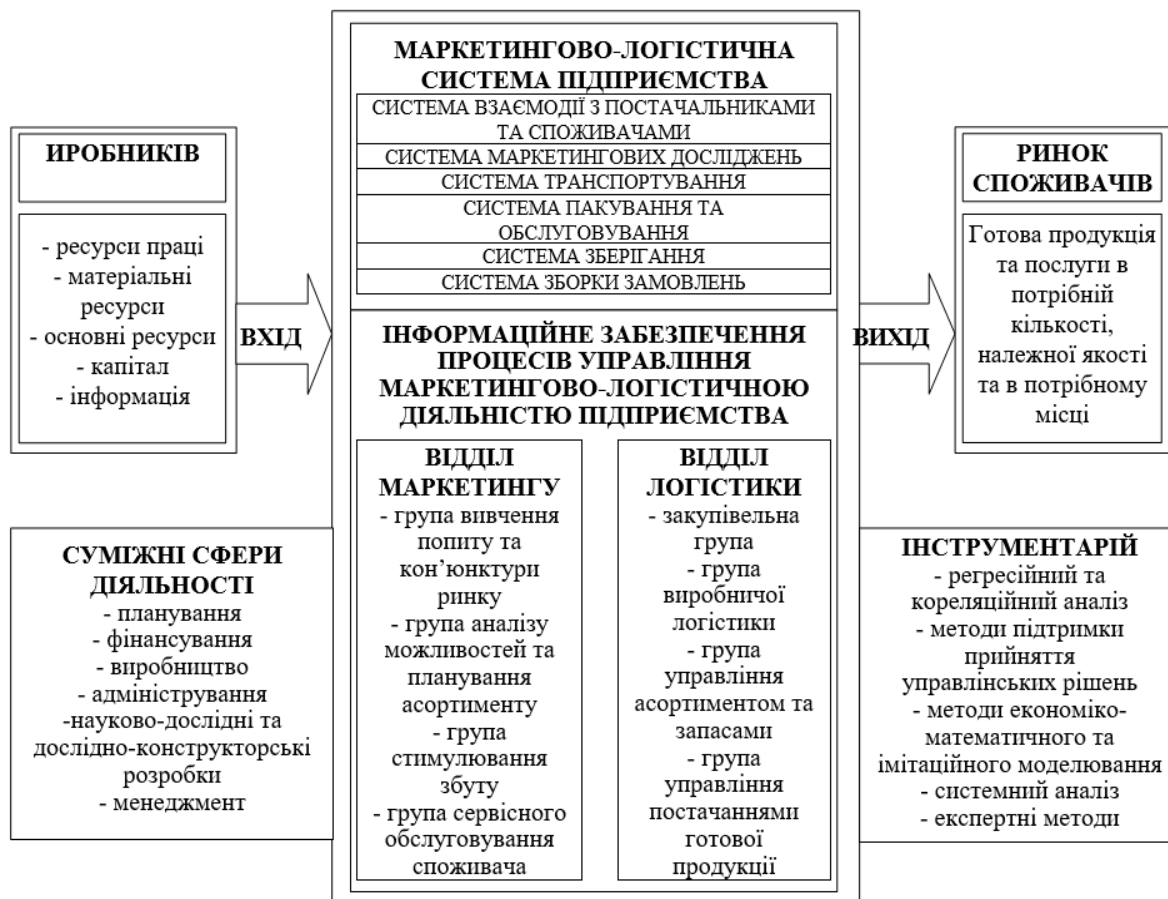 ИРОБНИКІВ
- ресурси праці
- матеріальні
ресурси
- основні ресурси
- капітал
- інформація
ВХІД
СУМІЖНІ СФЕРИ
ДІЯЛЬНОСТІ
- планування
- фінансування
- виробництво
- адміністрування
-науково-дослідні та
дослідно-конструкторські
розробки
- менеджмент
МАРКЕТИНГОВО-ЛОГІСТИЧНА
СИСТЕМА ПІДПРИЄМСТВА
СИСТЕМА ВЗАЄМОДІЇ З ПОСТАЧАЛЬНИКАМИ
ТА СПОЖИВАЧАМИ
СИСТЕМА МАРКЕТИНГОВИХ ДОСЛІДЖЕНЬ
СИСТЕМА ТРАНСПОРТУВАННЯ
СИСТЕМА ПАКУВАННЯ ТА
ОБСЛУГОВУВАННЯ
СИСТЕМА ЗБЕРІГАННЯ
СИСТЕМА ЗБОРКИ ЗАМОВЛЕНЬ
ІНФОРМАЦІЙНЕ ЗАБЕЗПЕЧЕННЯ
ПРОЦЕСІВ УПРАВЛІННЯ
МАРКЕТИНГОВО-ЛОГІСТИЧНОЮ
ДІЯЛЬНІСТЮ ПІДПРИЄМСТВА
ВІДДІЛ
МАРКЕТИНГУ
- група вивчення
попиту та
кон’юнктури
ринку
- група аналізу
можливостей та
планування
асортименту
- група
стимулювання
збуту
- група сервісного
обслуговування
споживача
ВІДДІЛ
ЛОГІСТИКИ
- закупівельна
група
- група
виробничої
логістики
- група
управління
асортиментом та
запасами
- група
управління
постачаннями
готової
продукції
ВИХІД
РИНОК
СПОЖИВАЧІВ
Готова продукція
та послуги в
потрібній
кількості,
належної якості
та в потрібному
місці
ІНСТРУМЕНТАРІЙ
- регресійний та
кореляційний аналіз
- методи підтримки
прийняття
управлінських рішень
- методи економіко-
математичного та
імітаційного моделювання
- системний аналіз
- експертні методи